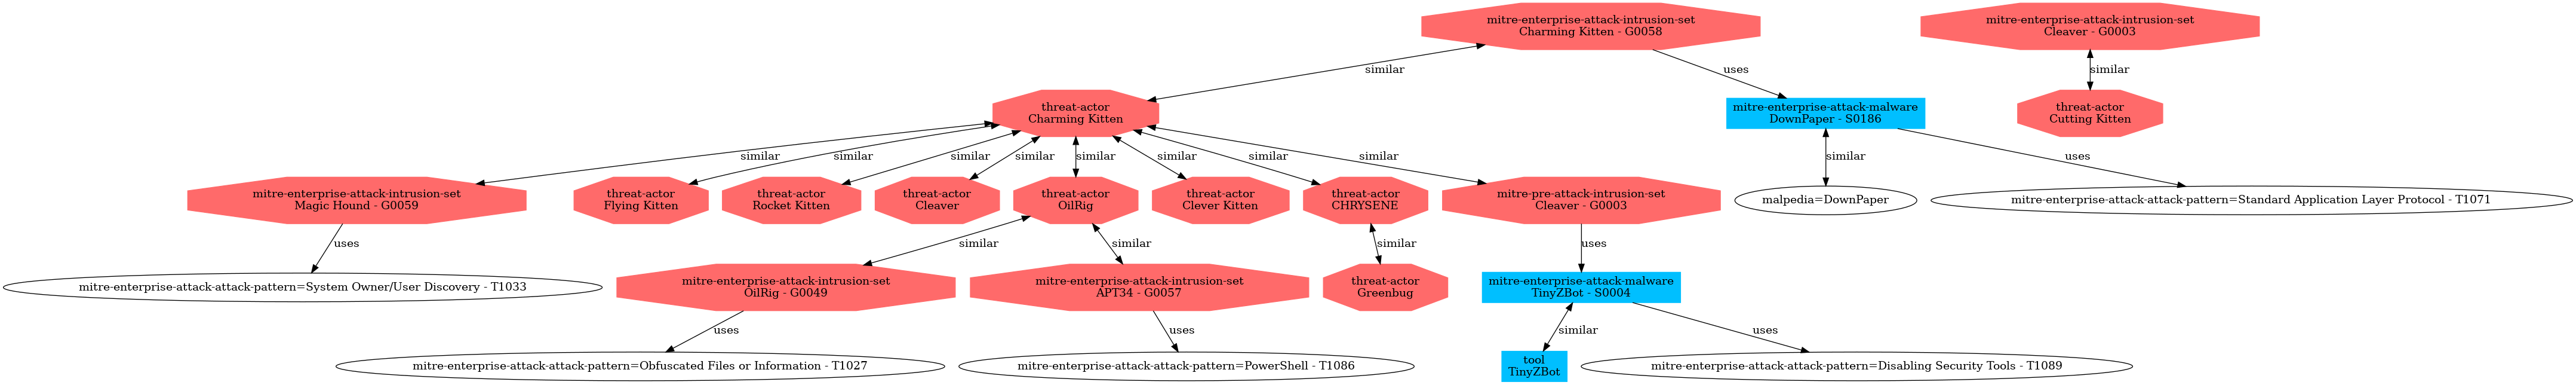 mitre-enterprise-attack-intrusion-set
Charming Kitten - G0058
mitre-enterprise-attack-intrusion-set
Cleaver - G0003
similar
uses
similar
threat-actor
Charming Kitten
mitre-enterprise-attack-malware
DownPaper - S0186
threat-actor
Cutting Kitten
similar
similar
similar
similar
similar
similar
similar
similar
similar
uses
mitre-enterprise-attack-intrusion-set
Magic Hound - G0059
threat-actor
Flying Kitten
threat-actor
Rocket Kitten
threat-actor
Cleaver
threat-actor
OilRig
threat-actor
Clever Kitten
threat-actor
CHRYSENE
mitre-pre-attack-intrusion-set
Cleaver - G0003
malpedia=DownPaper
mitre-enterprise-attack-attack-pattern=Standard Application Layer Protocol - T1071
uses
similar
similar
similar
uses
mitre-enterprise-attack-attack-pattern=System Owner/User Discovery - T1033
mitre-enterprise-attack-intrusion-set
OilRig - G0049
mitre-enterprise-attack-intrusion-set
APT34 - G0057
threat-actor
Greenbug
mitre-enterprise-attack-malware
TinyZBot - S0004
uses
uses
similar
uses
mitre-enterprise-attack-attack-pattern=Obfuscated Files or Information - T1027
mitre-enterprise-attack-attack-pattern=PowerShell - T1086
tool
TinyZBot
mitre-enterprise-attack-attack-pattern=Disabling Security Tools - T1089